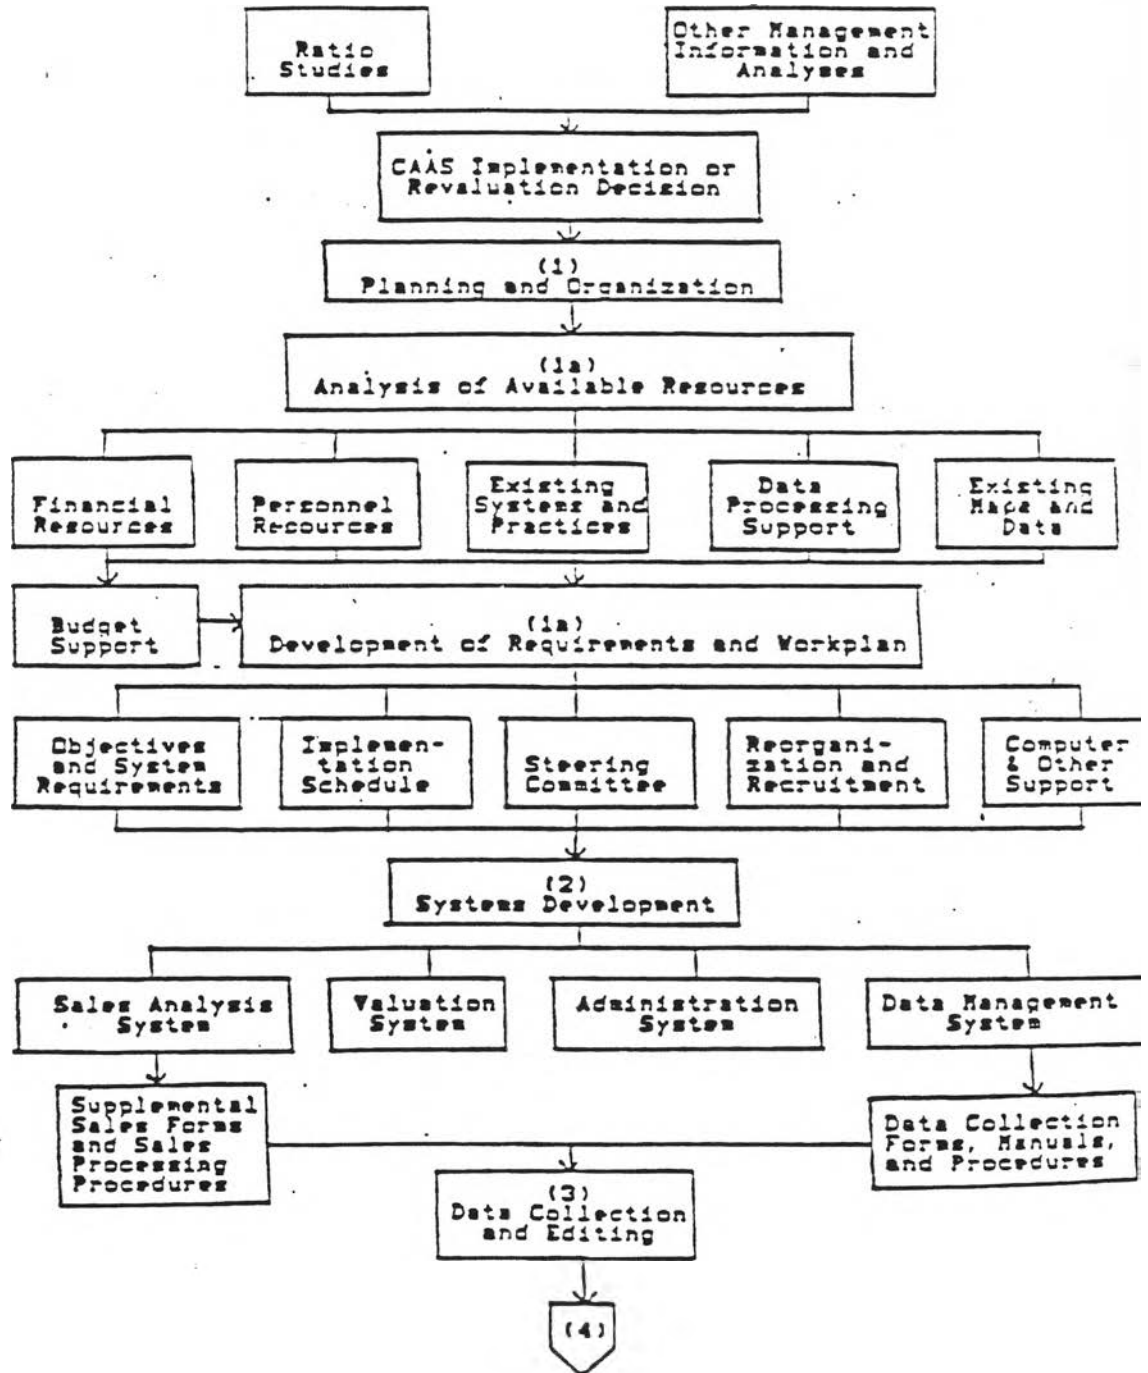 Ratio
Studies
Other Management
Information and
Analyses
CAAS Implementation or
Revaluation Decision
(1)
Planning and Organization
(1a)
Analysis of Available Resources
Financial
Resources
Personnel
Resources
Existing
Systems and
Practices
Data
Processing
Support
Existing
Maps and
Data
Budget
Support
(1a)
Development of Requirements and Workplan
Objectives
and System
Requirements
Implemen-
tation
Schedule
Steering
Committee
Reorgani-
zation and
Recruitment
Computer
& Other
Support
(2)
Systems Development
Sales Analysis
System
Valuation
System
Administration
System
Data Management
System
Supplemental
Sales Forms
and Sales
Processing
Procedures
Data Collection
Forms, Manuals,
and Procedures
(3)
Data Collection
and Editing
(4)